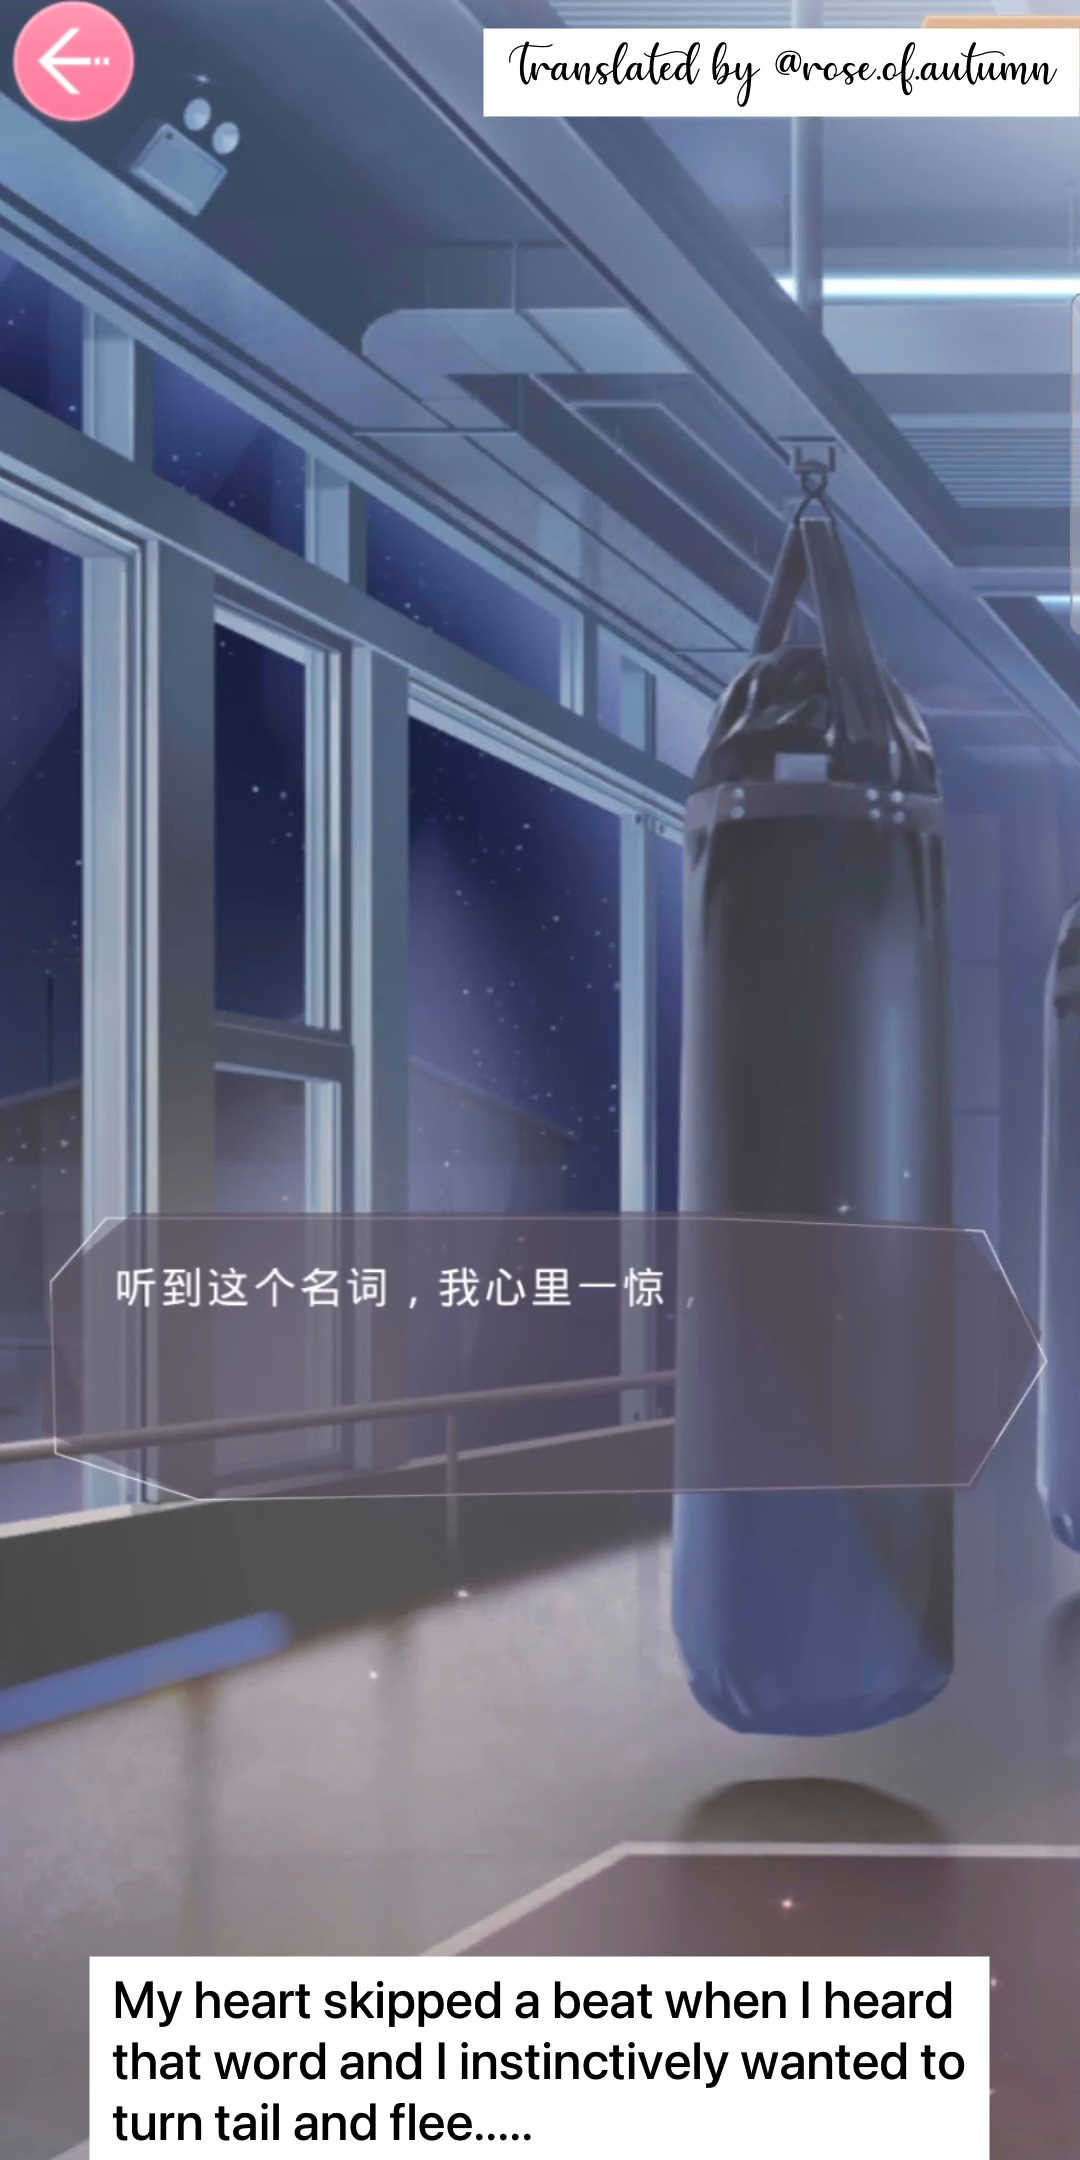 Translated by @rose.of.autumn
听到这个名词，我心里一惊，
My heart skipped a beat when I heard
that word and I instinctively wanted to
turn tail and flee.....